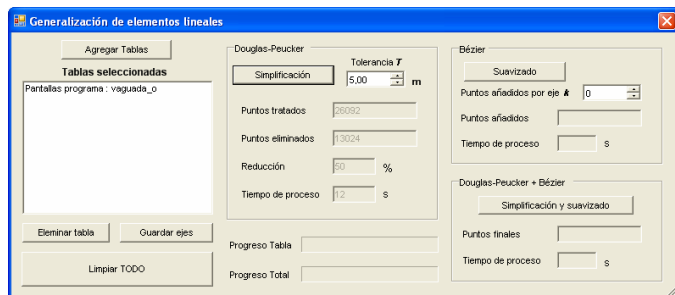 Generalización de elementos lineales
Agregar Tablas
Tablas seleccionadas
Pantallas programa : vaguada_o
Eleminar tabla
Guardar ejes
Limpiar TODO
Douglas-Peucker
Tolerancia T
Simplificación
5,00
m
Puntos tratados
26092
Puntos eliminados
13024
Reducción
50
%
Tiempo de proceso
12
s
Progreso Tabla
Progreso Total
Bézier
Suavizado
Puntos añadidos por eje k
0
Puntos añadidos
Tiempo de proceso
s
Douglas-Peucker + Bézier
Simplificación y suavizado
Puntos finales
Tiempo de proceso
s